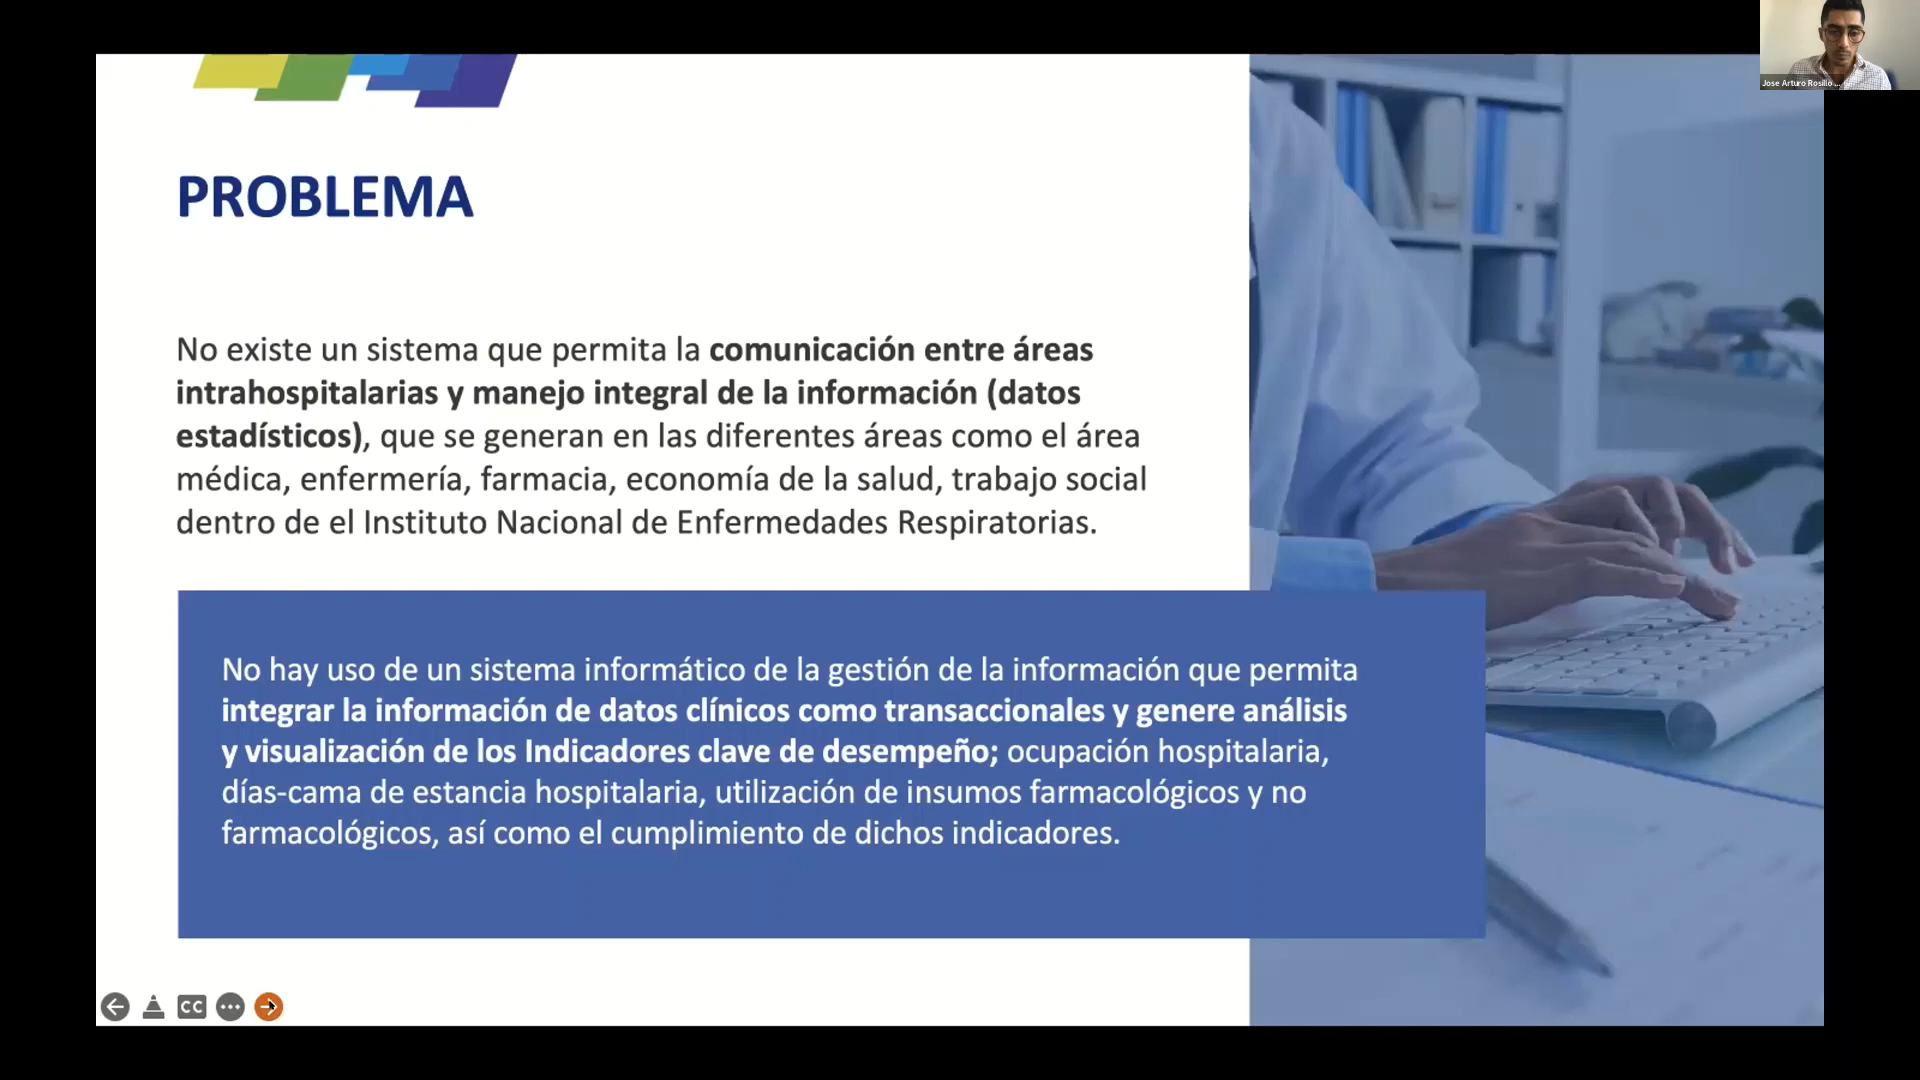 Jose Arturo Rosillo ...
PROBLEMA
No existe un sistema que permita la comunicación entre áreas
intrahospitalarias y manejo integral de la información (datos
estadísticos), que se generan en las diferentes áreas como el área
médica, enfermería, farmacia, economía de la salud, trabajo social
dentro de el Instituto Nacional de Enfermedades Respiratorias.
No hay uso de un sistema informático de la gestión de la información que permita
integrar la información de datos clínicos como transaccionales y genere análisis
y visualización de los Indicadores clave de desempeño; ocupación hospitalaria,
días-cama de estancia hospitalaria, utilización de insumos farmacológicos y no
farmacológicos, así como el cumplimiento de dichos indicadores.
CC